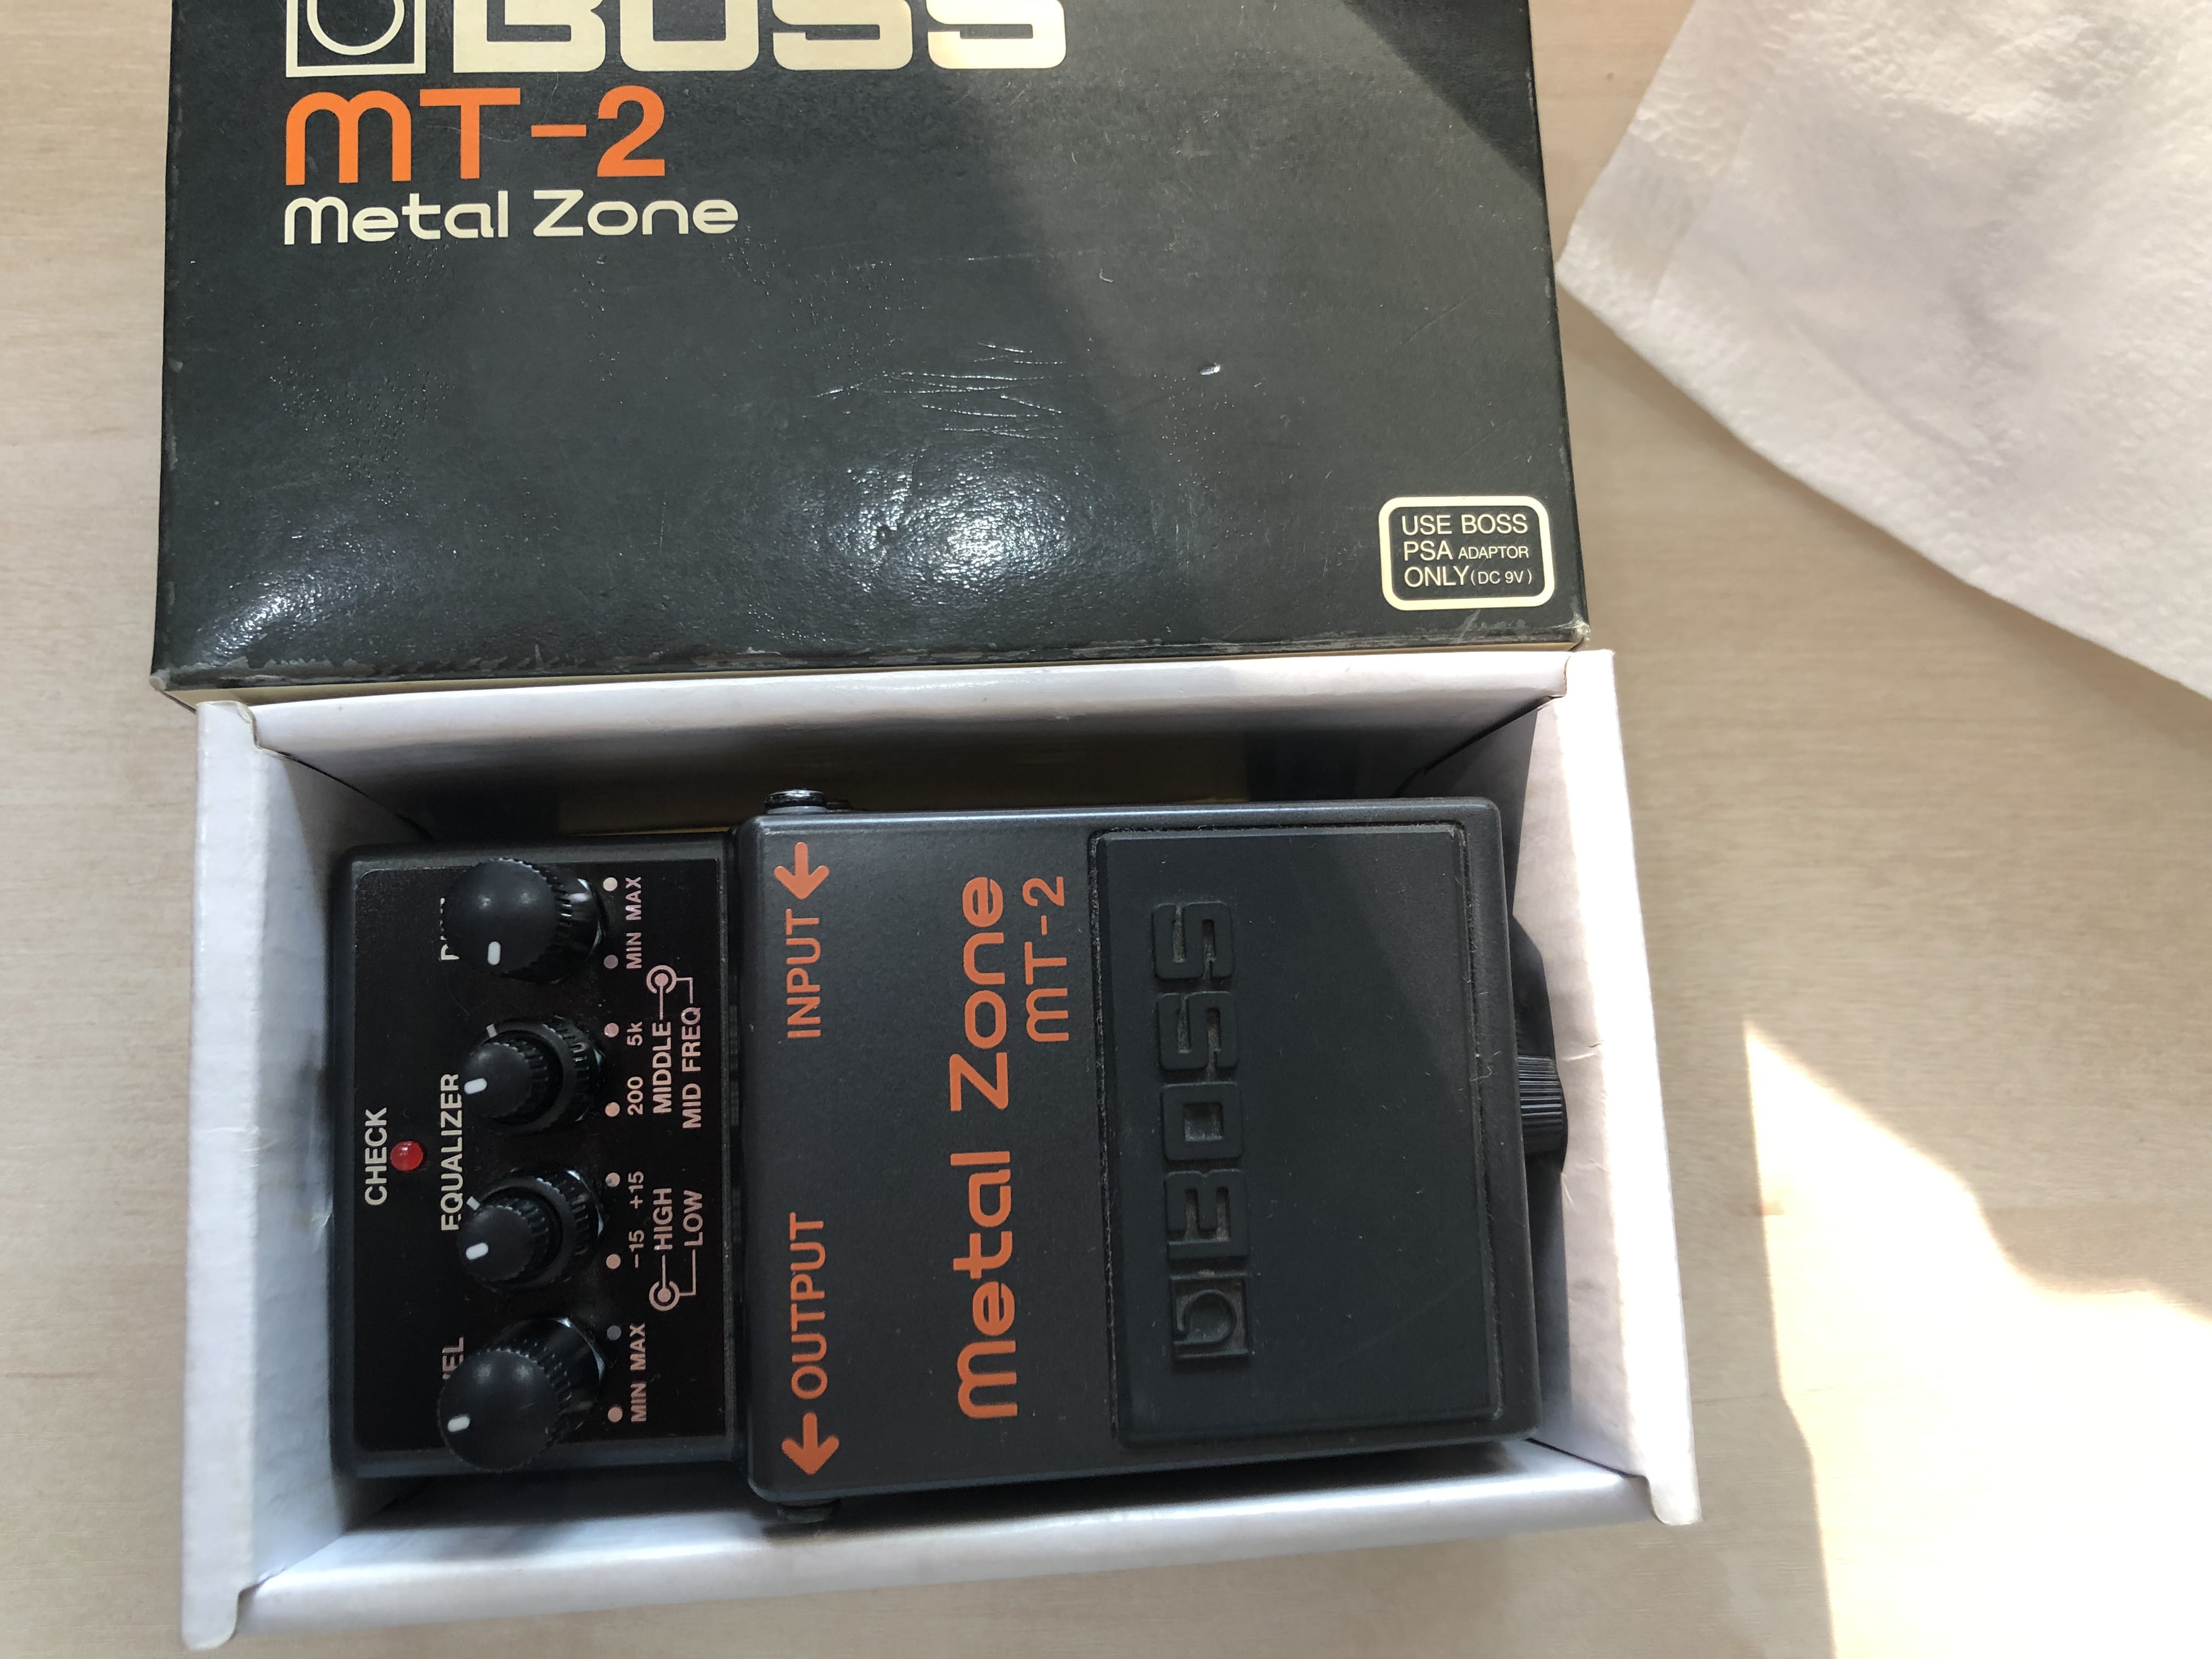 BOSS
MT-2
Metal Zone
USE BOSS
PSA ADAPTOR
ONLY (DC 9V)
CHECK
EQUALIZER
MIN MAX
-15 +15
200 5k
MIN MAX
HIGH
LOW
MIDDLE
MID FREQ
OUTPUT
INPUT
Metal Zone
MT-2
BOSS